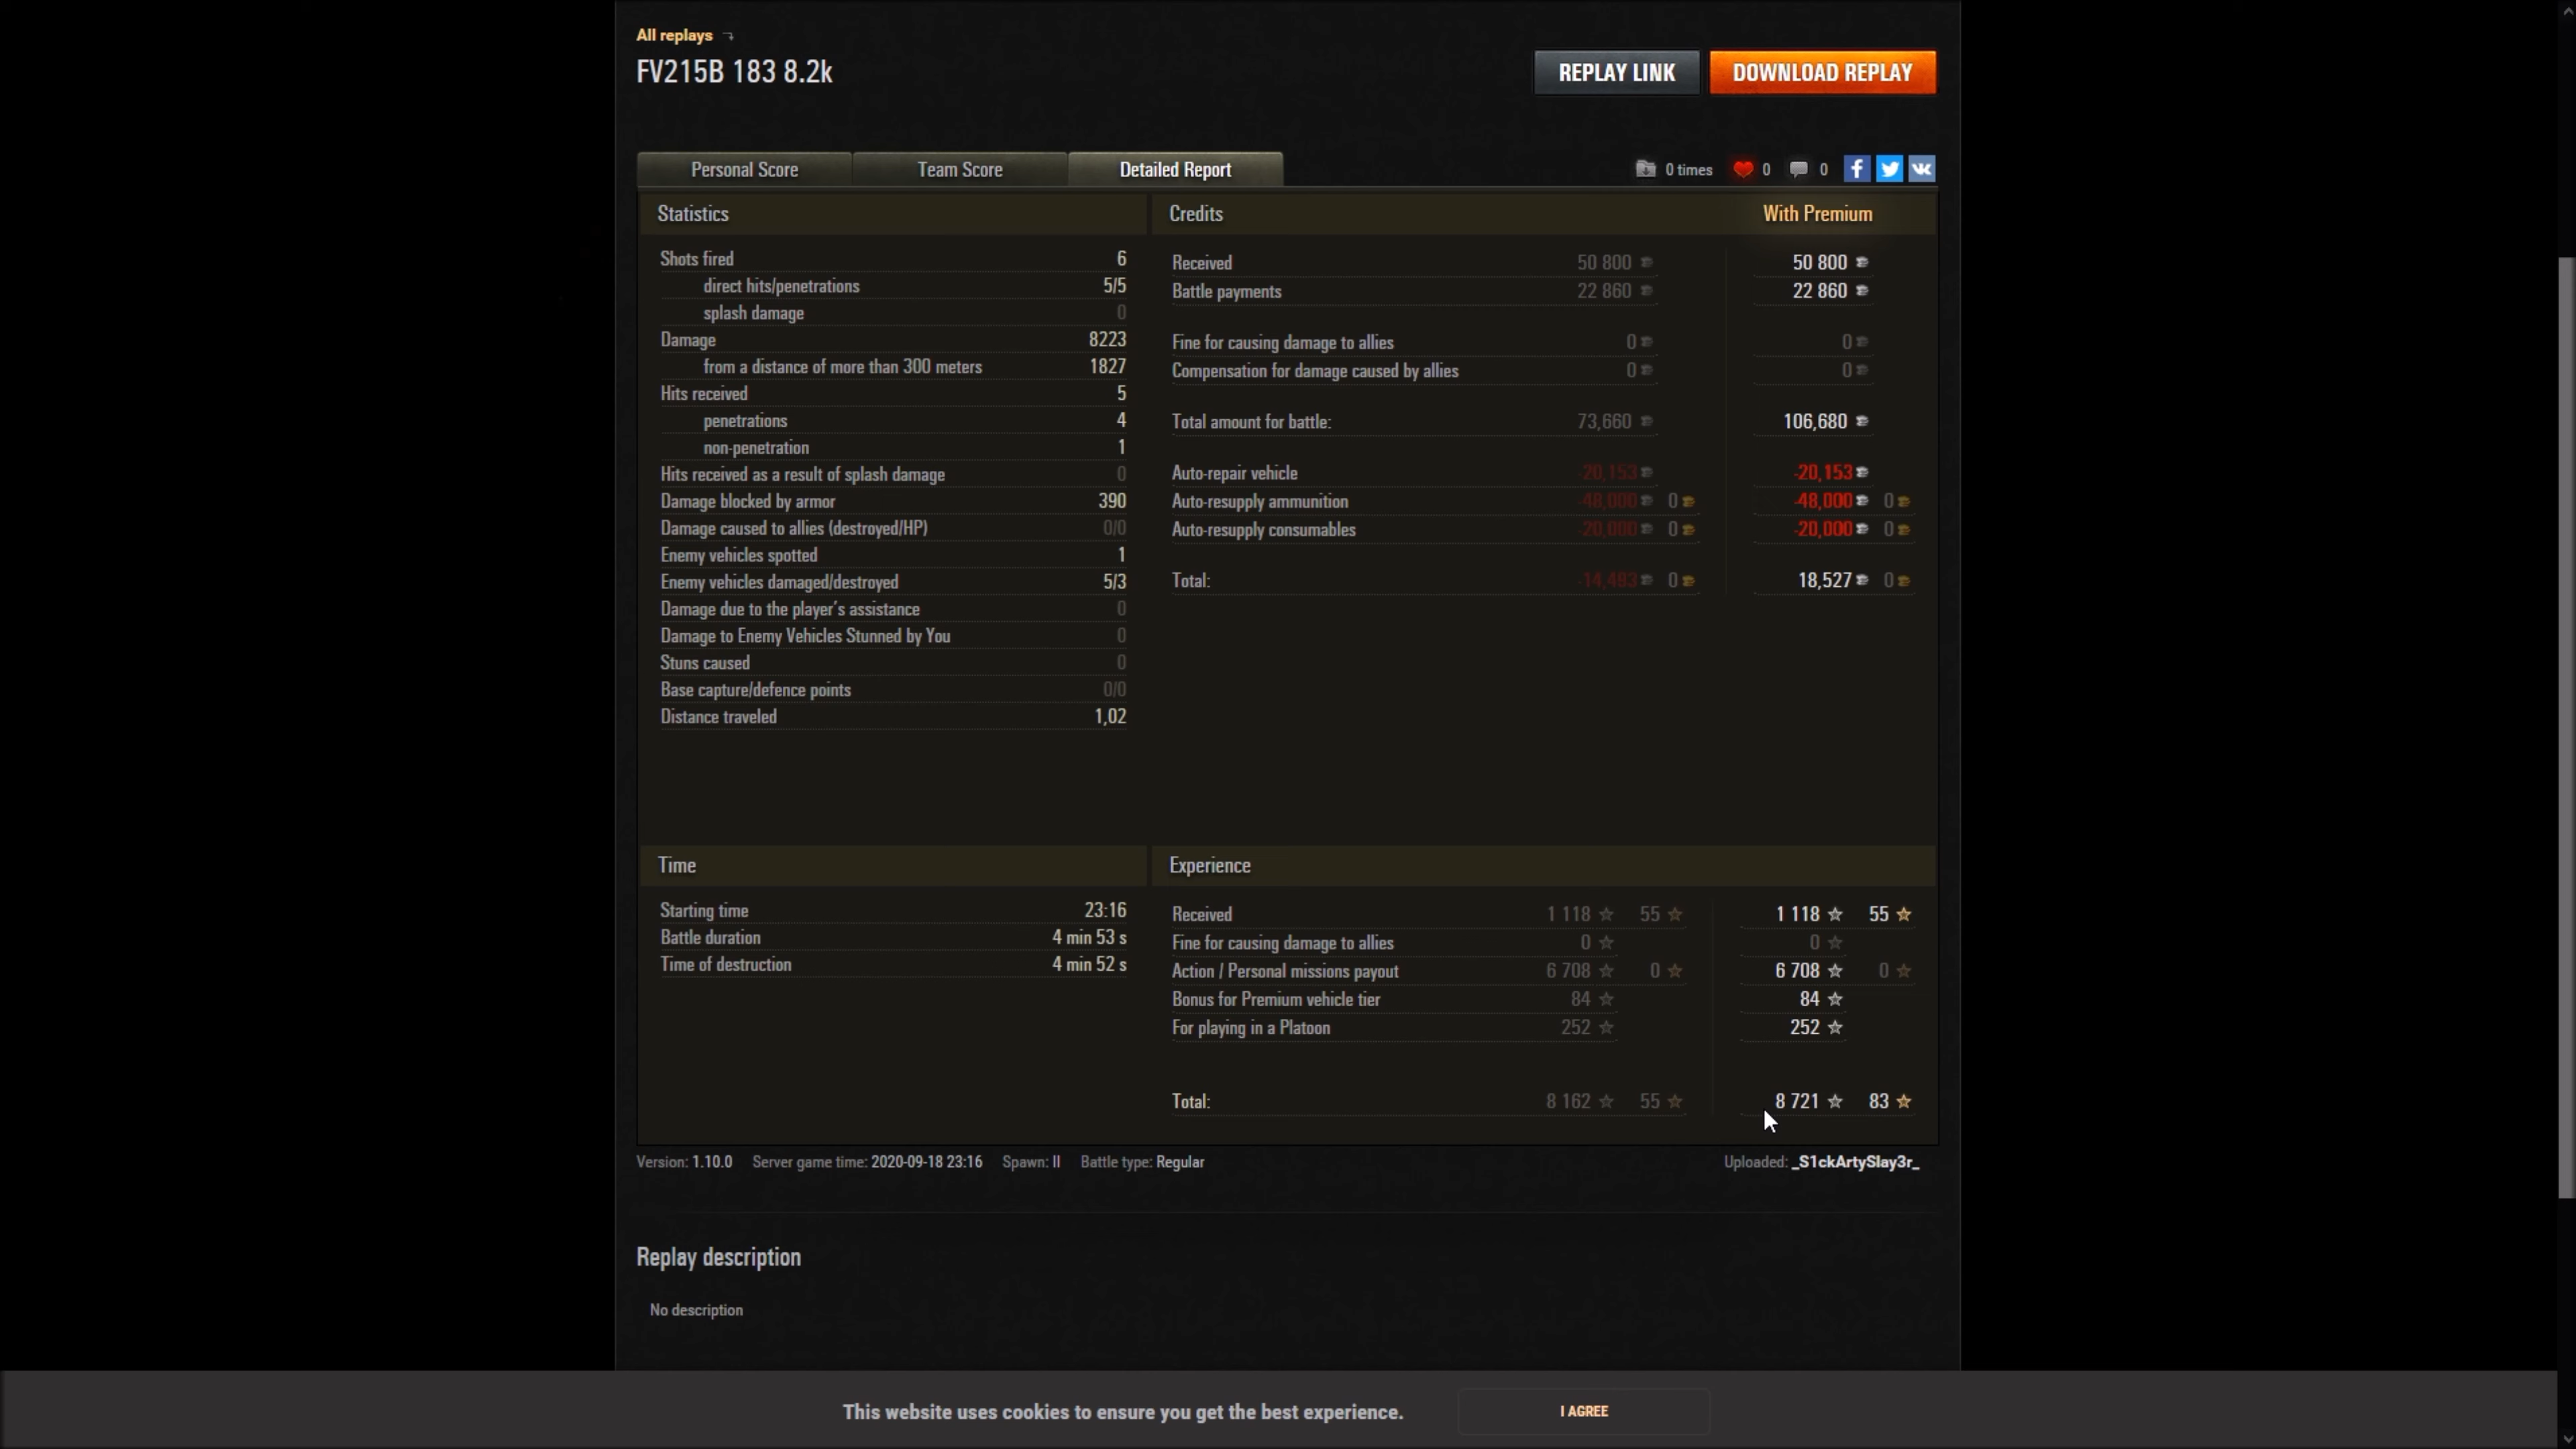 All replays
FV215B 183 8.2k
REPLAY LINK
DOWNLOAD REPLAY
Personal Score
Team Score
Detailed Report
0 times
0
0
Statistics
Shots fired 6
direct hits/penetrations 5/5
splash damage 0
Damage 8223
from a distance of more than 300 meters 1827
Hits received 5
penetrations 4
non-penetration 1
Hits received as a result of splash damage 0
Damage blocked by armor 390
Damage caused to allies (destroyed/HP) 0/0
Enemy vehicles spotted 1
Enemy vehicles damaged/destroyed 5/3
Damage due to the player's assistance 0
Damage to Enemy Vehicles Stunned by You 0
Stuns caused 0
Base capture/defence points 0/0
Distance traveled 1,02
Credits With Premium
Received 50 800 50 800
Battle payments 22 860 22 860
Fine for causing damage to allies 0 0
Compensation for damage caused by allies 0 0
Total amount for battle: 73,660 106,680
Auto-repair vehicle -20,153 -20,153
Auto-resupply ammunition -48,000 0 -48,000 0
Auto-resupply consumables -20,000 0 -20,000 0
Total: -14,493 0 18,527 0
Time
Starting time 23:16
Battle duration 4 min 53 s
Time of destruction 4 min 52 s
Experience
Received 1 118 55 1 118 55
Fine for causing damage to allies 0 0
Action / Personal missions payout 6 708 0 6 708 0
Bonus for Premium vehicle tier 84 84
For playing in a Platoon 252 252
Total: 8 162 55 8 721 83
Version: 1.10.0 Server game time: 2020-09-18 23:16 Spawn: II Battle type: Regular
Uploaded: _S1ckArtySlay3r_
Replay description
No description
This website uses cookies to ensure you get the best experience.
I AGREE